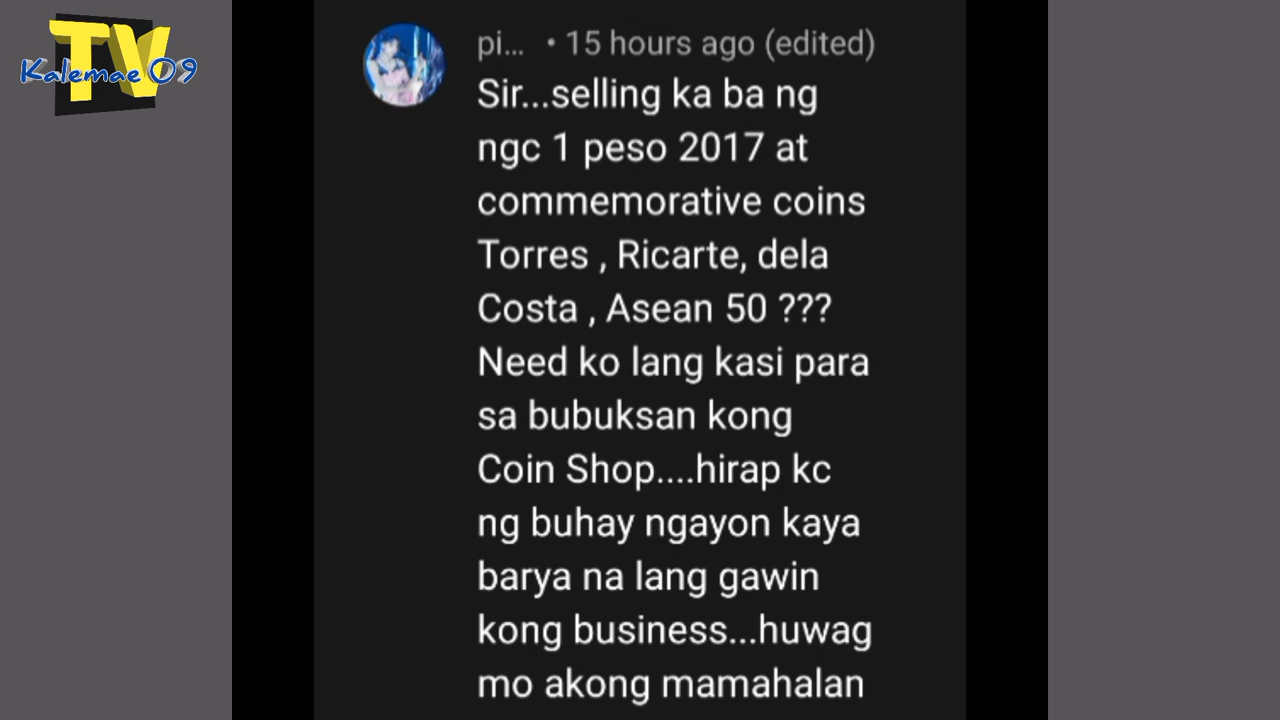 TV
Kalemae 09
pi... • 15 hours ago (edited)
Sir...selling ka ba ng
ngc 1 peso 2017 at
commemorative coins
Torres , Ricarte, dela
Costa , Asean 50 ???
Need ko lang kasi para
sa bubuksan kong
Coin Shop....hirap kc
ng buhay ngayon kaya
barya na lang gawin
kong business...huwag
mo akong mamahalan